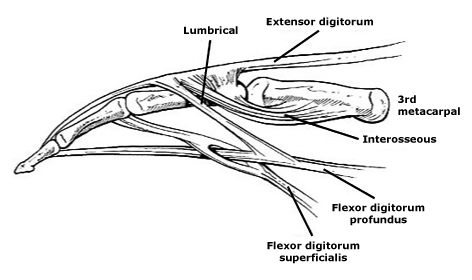 Extensor digitorum
Lumbrical
3rd
metacarpal
Interosseous
Flexor digitorum
profundus
Flexor digitorum
superficialis